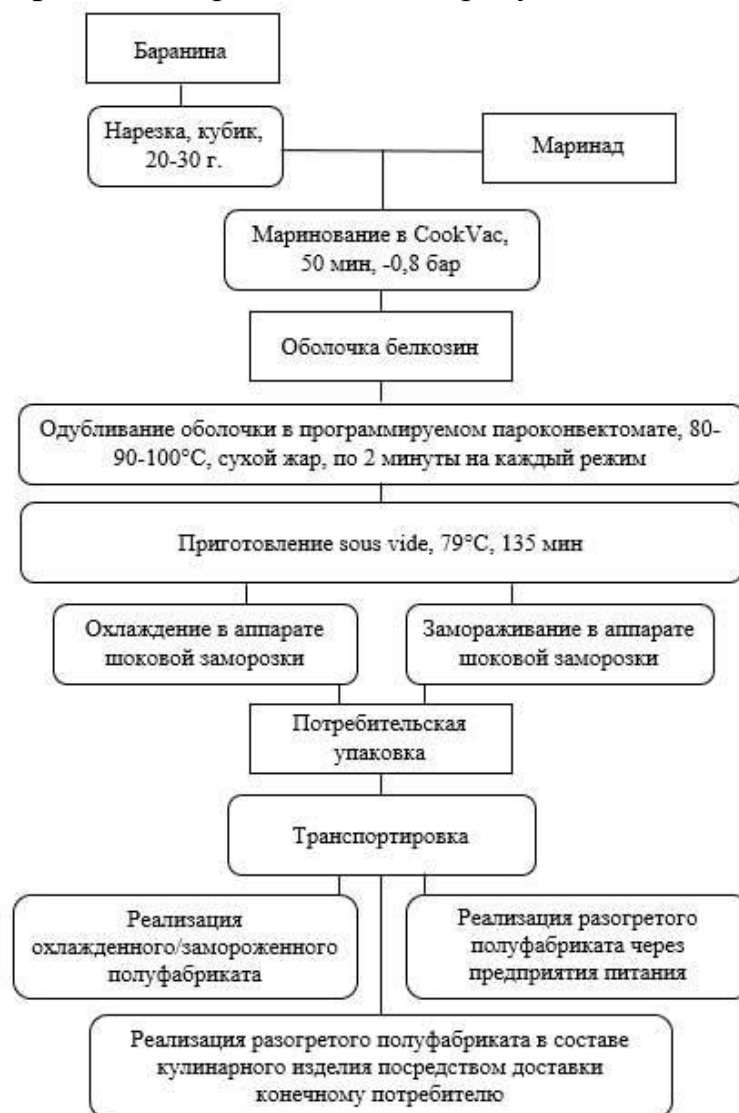 Баранина
Нарезка, кубик,
20-30 г.
Маринад
Маринование в CookVac,
50 мин, -0,8 бар
Оболочка белкозин
Одубливание оболочки в программируемом пароконвектомате, 80-
90-100°С, сухой жар, по 2 минуты на каждый режим
Приготовление sous vide, 79°С, 135 мин
Охлаждение в аппарате
шоковой заморозки
Замораживание в аппарате
шоковой заморозки
Потребительская
упаковка
Транспортировка
Реализация
охлажденного/замороженного
полуфабриката
Реализация разогретого
полуфабриката через
предприятия питания
Реализация разогретого полуфабриката в составе
кулинарного изделия посредством доставки
конечному потребителю